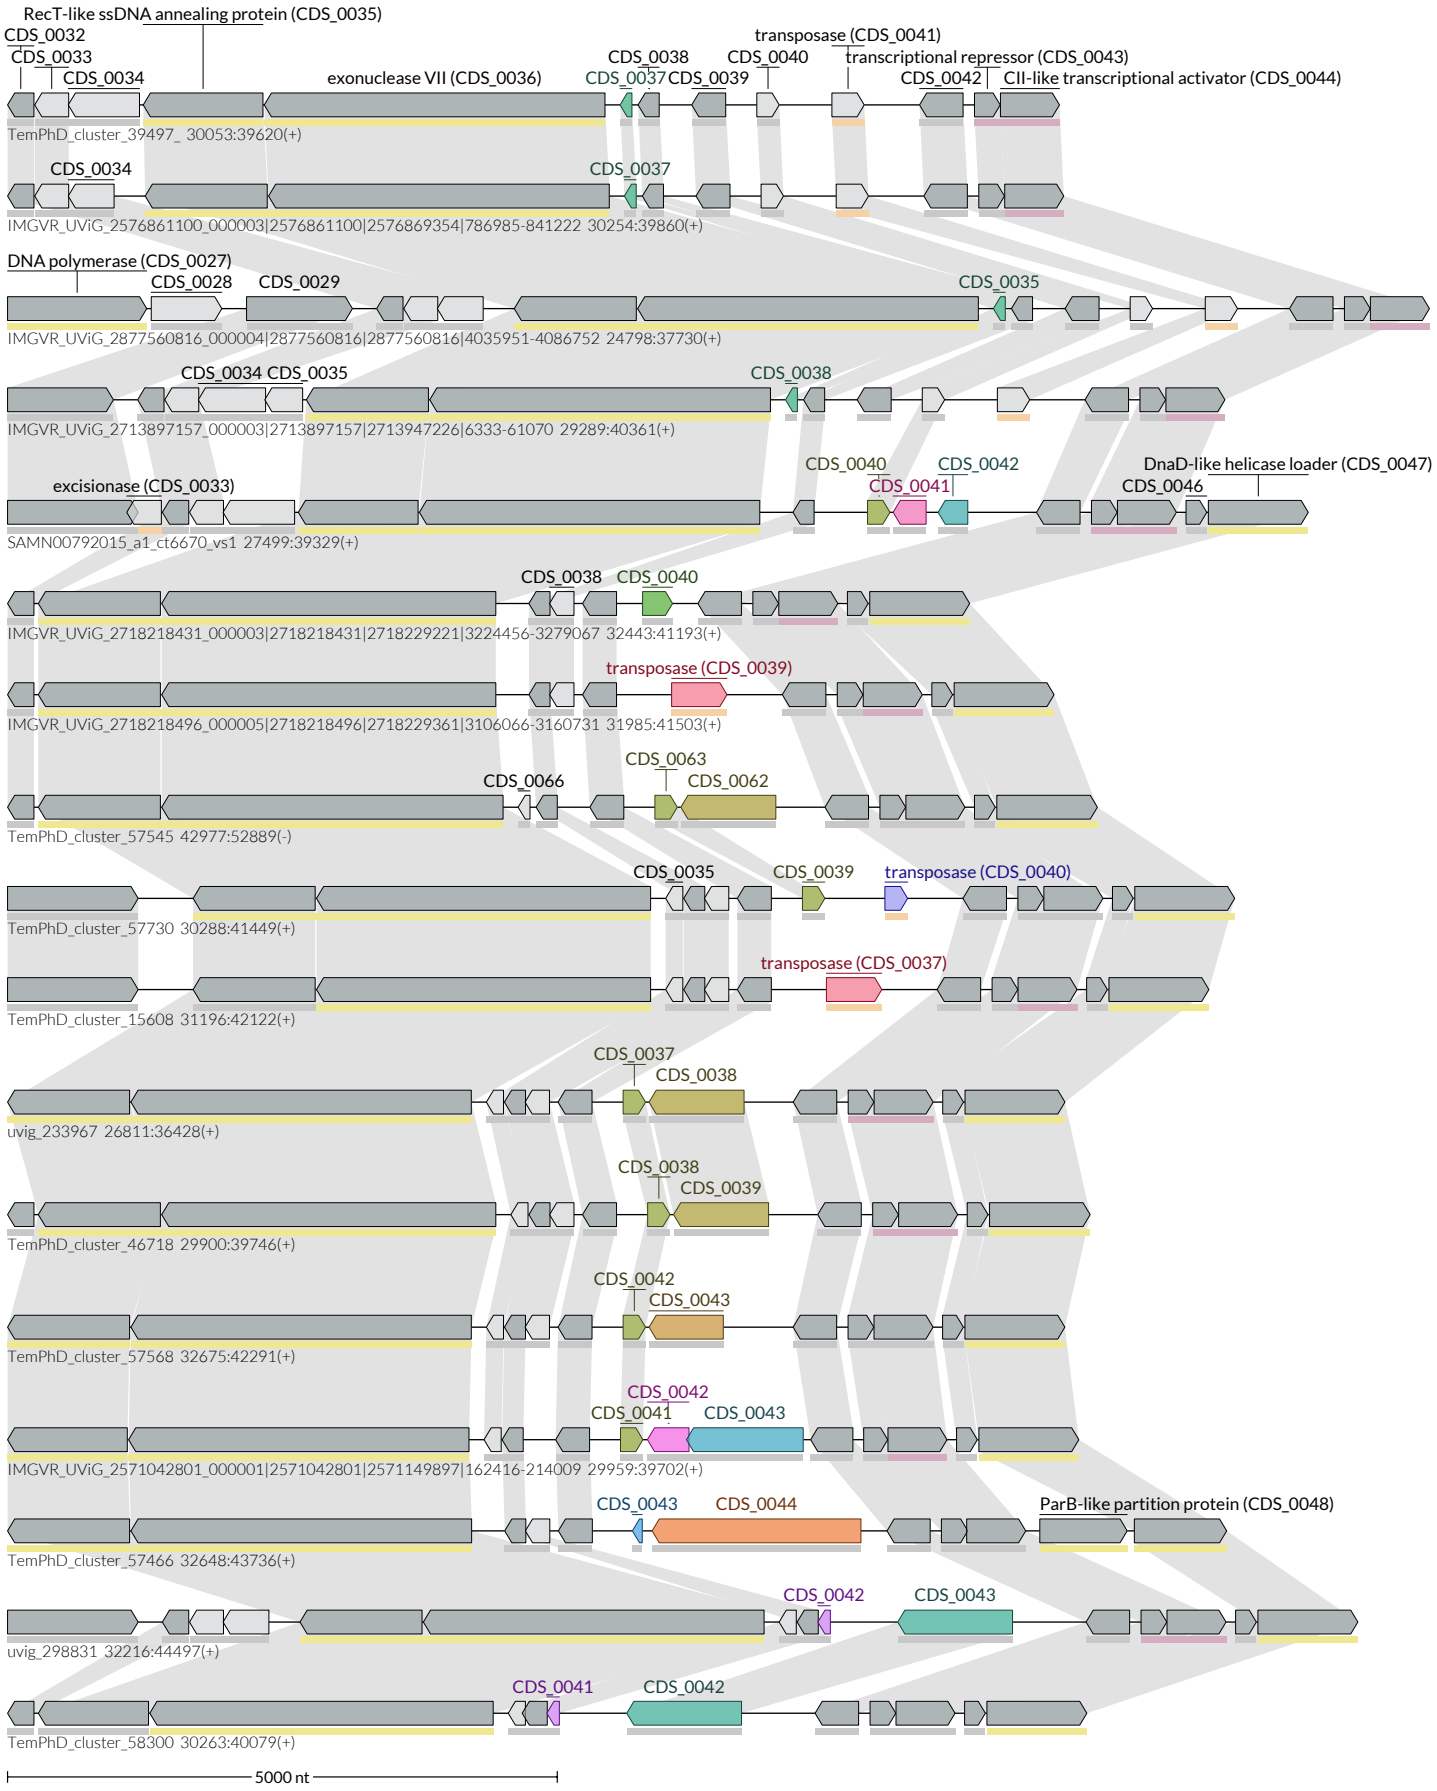 RecT-like ssDNA annealing protein (CDS_0035)
CDS_0032 transposase (CDS_0041)
CDS_0033 CDS_0038 CDS_0040 transcriptional repressor (CDS_0043)
CDS_0034 exonuclease VII (CDS_0036) CDS_0037 CDS_0039 CDS_0042 CII-like transcriptional activator (CDS_0044)
TemPhD_cluster_39497_ 30053:39620(+)
CDS_0034 CDS_0037
IMGVR_UViG_2576861100_000003|2576861100|2576869354|786985-841222 30254:39860(+)
DNA polymerase (CDS_0027)
CDS_0028 CDS_0029 CDS_0035
IMGVR_UViG_2877560816_000004|2877560816|2877560816|4035951-4086752 24798:37730(+)
CDS_0034 CDS_0035 CDS_0038
IMGVR_UViG_2713897157_000003|2713897157|2713947226|6333-61070 29289:40361(+)
CDS_0040 CDS_0042 DnaD-like helicase loader (CDS_0047)
excisionase (CDS_0033) CDS_0041 CDS_0046
SAMN00792015_a1_ct6670_vs1 27499:39329(+)
CDS_0038 CDS_0040
IMGVR_UViG_2718218431_000003|2718218431|2718229221|3224456-3279067 32443:41193(+)
transposase (CDS_0039)
IMGVR_UViG_2718218496_000005|2718218496|2718229361|3106066-3160731 31985:41503(+)
CDS_0063
CDS_0066 CDS_0062
TemPhD_cluster_57545 42977:52889(-)
CDS_0035 CDS_0039 transposase (CDS_0040)
TemPhD_cluster_57730 30288:41449(+)
transposase (CDS_0037)
TemPhD_cluster_15608 31196:42122(+)
CDS_0037
CDS_0038
uvig_233967 26811:36428(+)
CDS_0038
CDS_0039
TemPhD_cluster_46718 29900:39746(+)
CDS_0042
CDS_0043
TemPhD_cluster_57568 32675:42291(+)
CDS_0042
CDS_0041 CDS_0043
IMGVR_UViG_2571042801_000001|2571042801|2571149897|162416-214009 29959:39702(+)
CDS_0043 CDS_0044 ParB-like partition protein (CDS_0048)
TemPhD_cluster_57466 32648:43736(+)
CDS_0042 CDS_0043
uvig_298831 32216:44497(+)
CDS_0041 CDS_0042
TemPhD_cluster_58300 30263:40079(+)
5000 nt